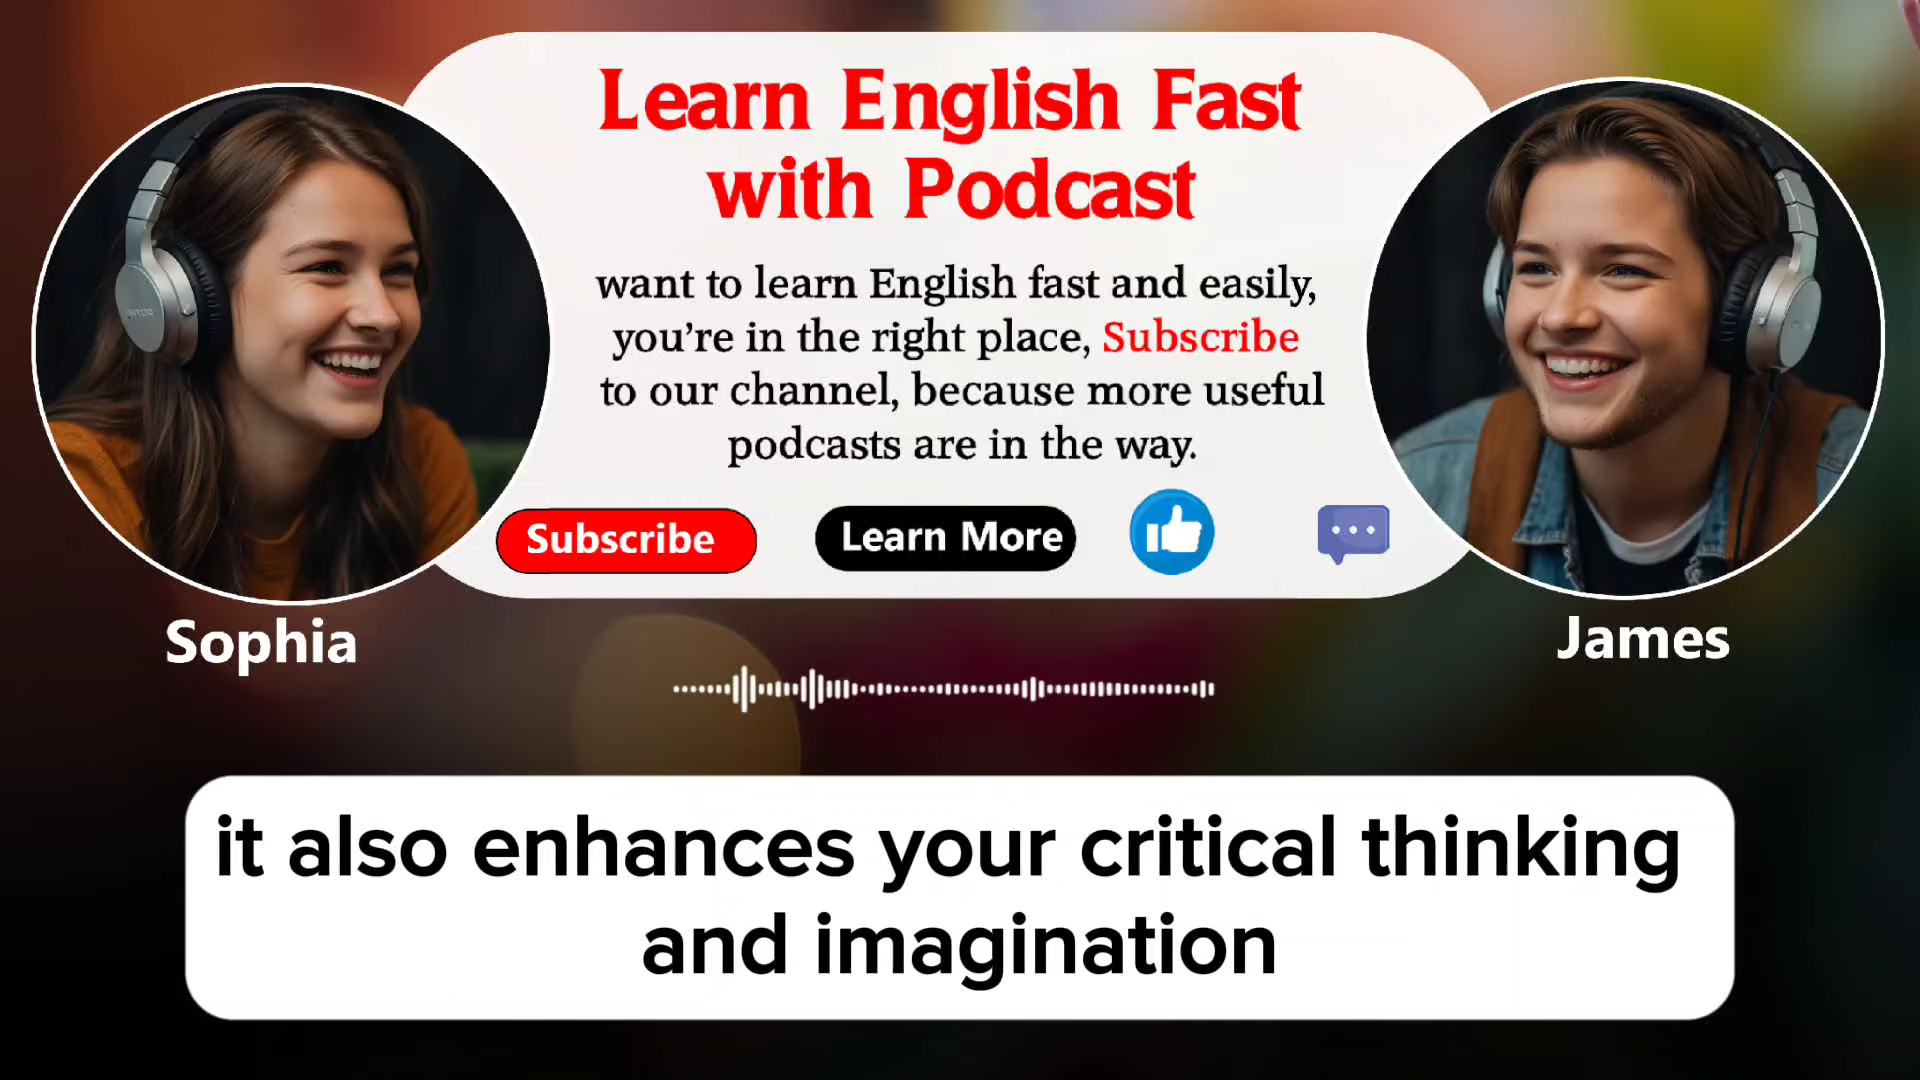 Learn English Fast
with Podcast
want to learn English fast and easily,
you're in the right place, Subscribe
to our channel, because more useful
podcasts are in the way.
Subscribe
Learn More
Sophia
James
it also enhances your critical thinking
and imagination